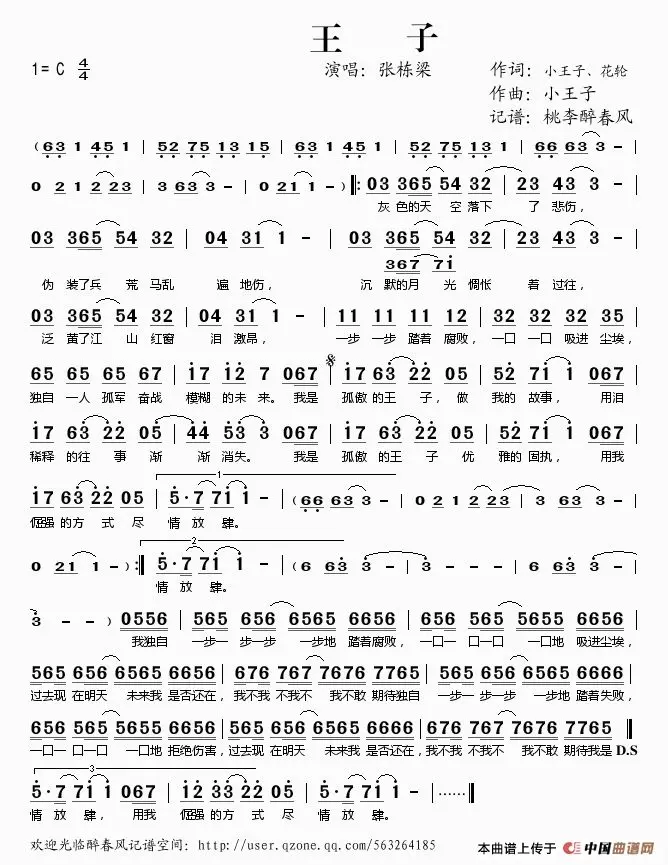 王 子
1= C 4/4 演唱：张栋梁 作词：小王子、花轮
作曲：小王子
记谱：桃李醉春风
( 63 1 45 1 | 52 75 13 15 | 63 1 45 1 | 52 75 13 15 | 66 63 3 -
0 21 2 23 | 3 63 3 - | 0 21 1 - ) ‖: 03 365 54 32 | 23 43 3 - |
灰 色的天 空 落下 了 悲伤，
03 365 54 32 | 04 31 1 - | 03 365 54 32 | 23 43 3 - |
367 71
伪 装了兵 荒 马乱 遍 地伤， 沉 默的月 光 惆怅 着 过往，
03 365 54 32 | 04 31 1 - | 11 11 11 12 | 32 32 32 35 |
泛 黄了江 山 红窗 泪 激昂， 一步 一步 踏着 腐败， 一口 一口 吸进 尘埃，
65 65 65 67 | 17 12 7 067 | 17 63 22 05 | 52 71 1 067 |
独自 一人 孤军 奋战 模糊 的未 来。 我是 孤傲 的王 子，做 我的 故事， 用泪
17 63 22 05 | 44 53 3 067 | 17 63 22 05 | 52 71 1 067 |
稀释 的往 事 渐 渐 消失。 我是 孤傲 的王 子 优 雅的 固执， 用我
1
17 63 22 05 | 5·7 71 1 - | (66 63 3 - | 0 21 2 23 | 3 63 3 - |
倔强 的方 式 尽 情 放 肆。
2
0 21 1 - ):‖ 5·7 71 1 - | (6 63 3 - | 3 - - - | 6 63 3 - |
情 放 肆。
3 - - ) 0556 | 565 656 6565 6656 | 656 565 5655 6656 |
我独自 一步一 步一步 一步地 踏着腐败， 一口一 口一口 一口地 吸进尘埃，
565 656 6565 6656 | 676 767 7676 7765 | 565 656 6565 6666 |
过去现 在明天 未来我 是否还在， 我不我 不我不 我不敢 期待独自 一步一 步一步 一步地 踏着失败，
656 565 5655 6656 | 565 656 6565 6666 | 676 767 7676 7765 ‖
一口一 口一口 一口地 拒绝伤害， 过去现 在明天 未来我 是否还在， 我不我 不我不 我不敢 期待我是 D.S
3
5·7 71 1 067 | 12 33 22 05 | 5·7 71 1 - | ······ ‖
情 放 肆， 用我 倔强 的方 式 尽 情 放 肆。
欢迎光临醉春风记谱空间：http://user.qzone.qq.com/563264185
本曲谱上传于 中国曲谱网